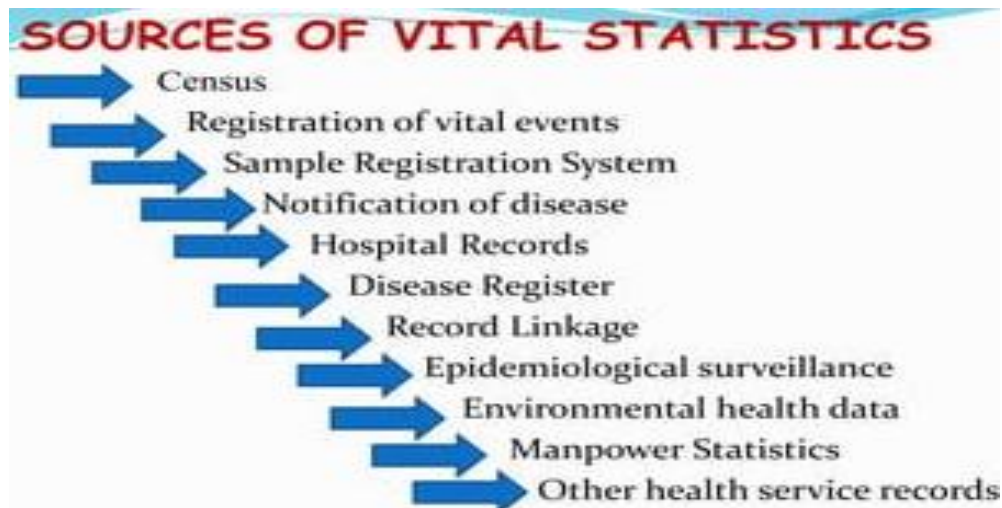 SOURCES OF VITAL STATISTICS
Census
Registration of vital events
Sample Registration System
Notification of disease
Hospital Records
Disease Register
Record Linkage
Epidemiological surveillance
Environmental health data
Manpower Statistics
Other health service records